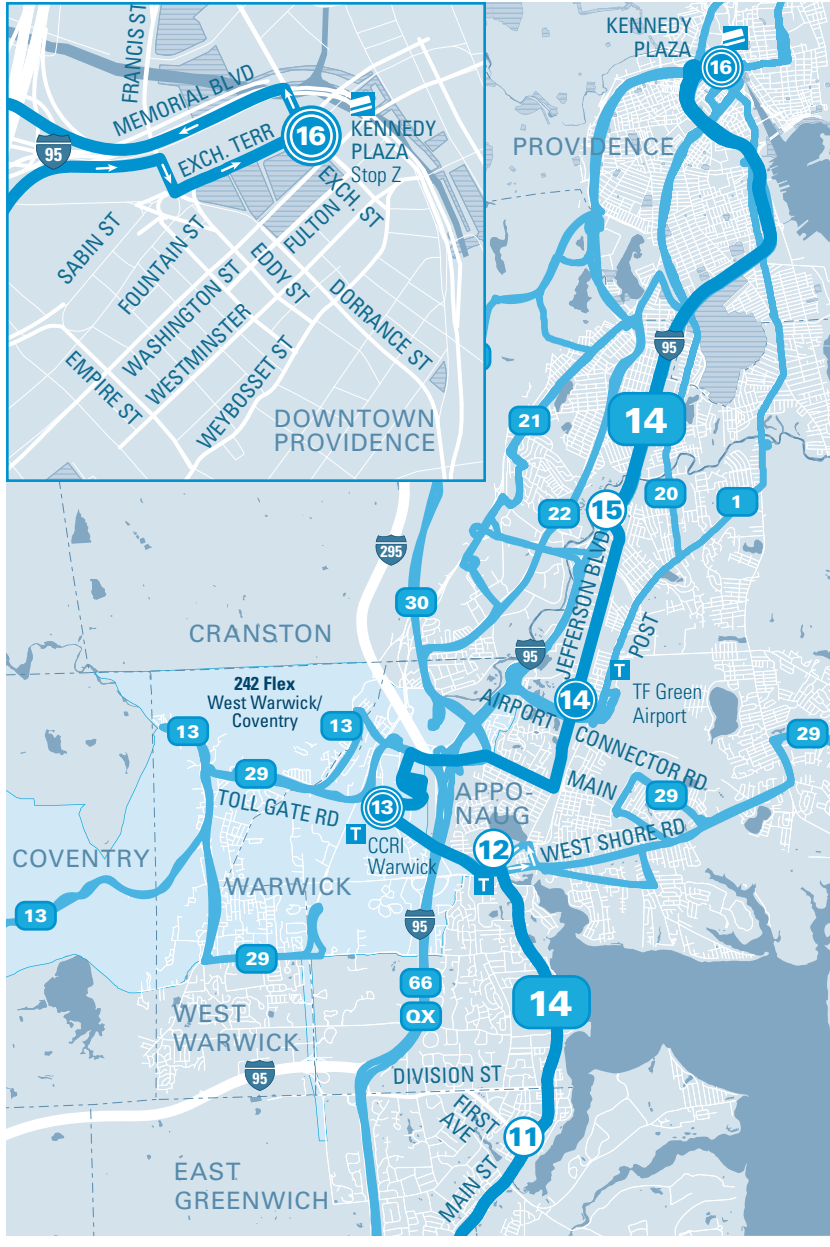 FRANCIS ST
MEMORIAL BLVD
95
EXCH. TERR
16
KENNEDY
PLAZA
Stop Z
EXCH. ST
FULTON
SABIN ST
FOUNTAIN ST
EDDY ST
WASHINGTON ST
DORRANCE ST
WESTMINSTER
EMPIRE ST
WEYBOSSET ST
DOWNTOWN
PROVIDENCE
KENNEDY
PLAZA
16
PROVIDENCE
95
14
21
20
1
22
15
295
JEFFERSON BLVD
30
CRANSTON
95
POST
T
TF Green
Airport
242 Flex
West Warwick/
Coventry
14
AIRPORT
CONNECTOR RD
13
13
29
29
MAIN
29
TOLL GATE RD
13
APPO-
NAUG
T
CCRI
Warwick
12
WEST SHORE RD
T
COVENTRY
WARWICK
13
95
29
66
QX
14
WEST
WARWICK
95
DIVISION ST
FIRST
AVE
11
MAIN ST
EAST
GREENWICH